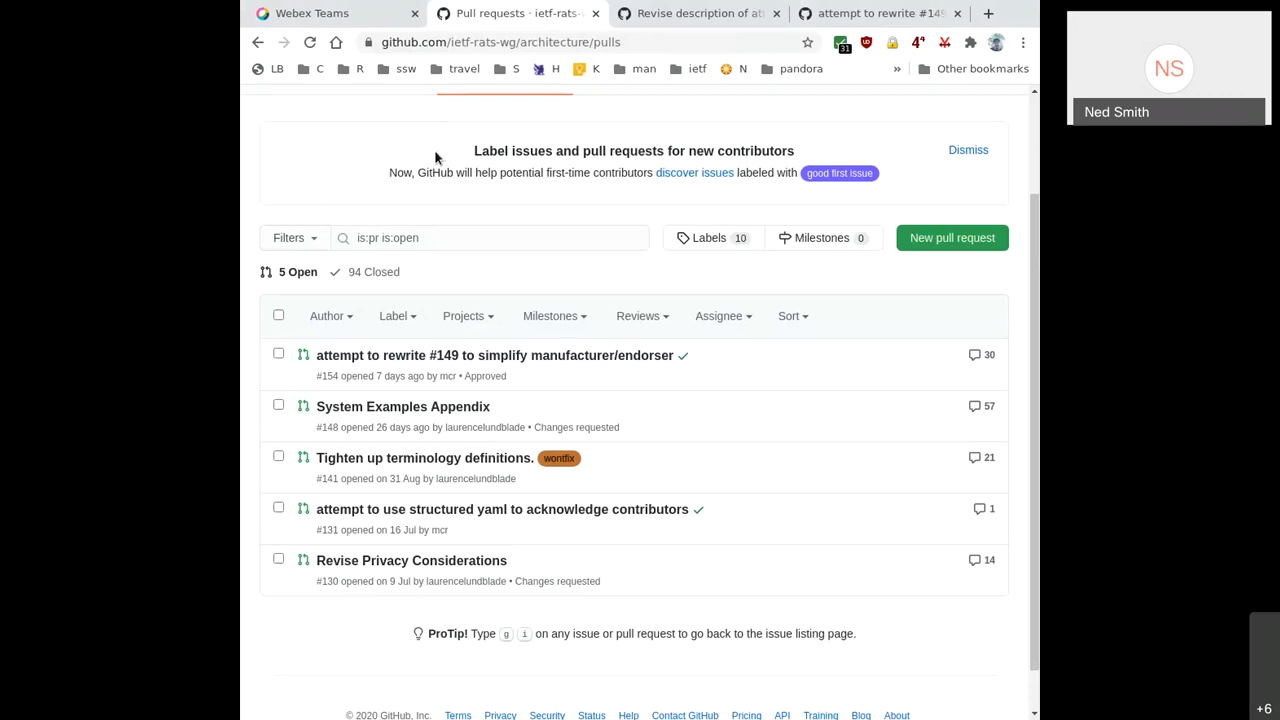 Webex Teams
Pull requests · ietf-rats-
Revise description of at
attempt to rewrite #149
github.com/ietf-rats-wg/architecture/pulls
31
LB C R ssw travel S H K man ietf N pandora » Other bookmarks
NS
Ned Smith
Label issues and pull requests for new contributors
Dismiss
Now, GitHub will help potential first-time contributors discover issues labeled with good first issue
Filters
is:pr is:open
Labels 10
Milestones 0
New pull request
5 Open 94 Closed
Author Label Projects Milestones Reviews Assignee Sort
attempt to rewrite #149 to simplify manufacturer/endorser
30
#154 opened 7 days ago by mcr • Approved
System Examples Appendix
57
#148 opened 26 days ago by laurencelundblade • Changes requested
Tighten up terminology definitions. wontfix
21
#141 opened on 31 Aug by laurencelundblade
attempt to use structured yaml to acknowledge contributors
1
#131 opened on 16 Jul by mcr
Revise Privacy Considerations
14
#130 opened on 9 Jul by laurencelundblade • Changes requested
ProTip! Type g i on any issue or pull request to go back to the issue listing page.
© 2020 GitHub, Inc. Terms Privacy Security Status Help Contact GitHub Pricing API Training Blog About
+6